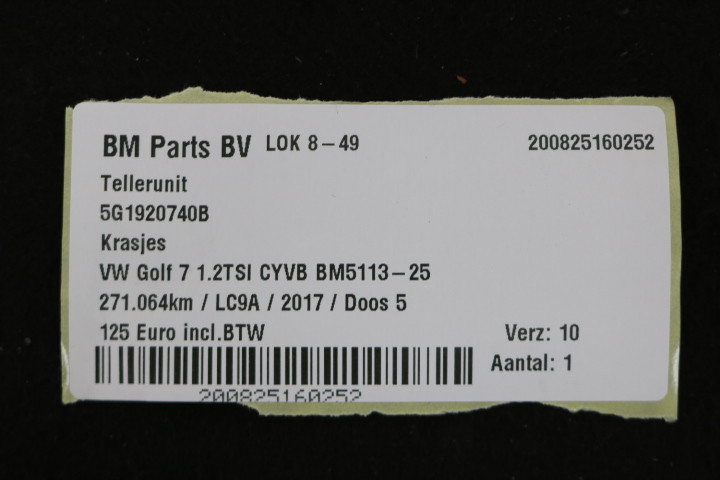 BM Parts BV LOK 8-49 200825160252
Tellerunit
5G1920740B
Krasjes
VW Golf 7 1.2TSI CYVB BM5113-25
271.064km / LC9A / 2017 / Doos 5
125 Euro incl.BTW Verz: 10
Aantal: 1
200825160252